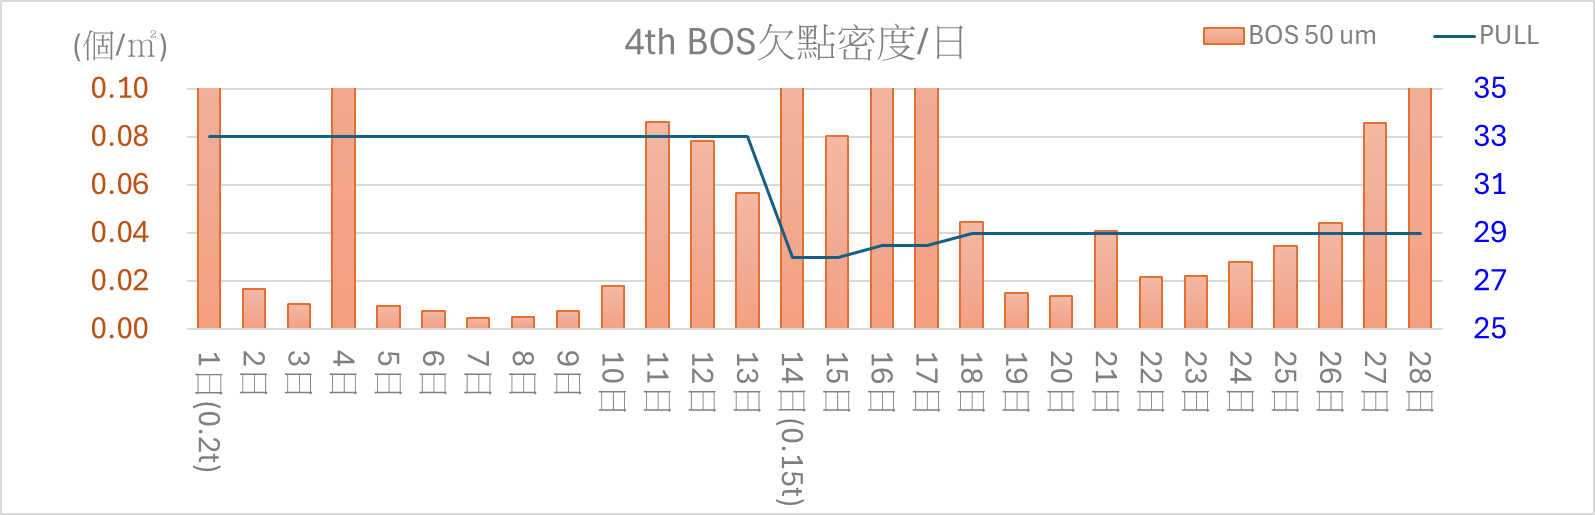 4th BOS欠點密度/日
(個/㎡)
BOS 50 um
PULL
0.10
0.08
0.06
0.04
0.02
0.00
35
33
31
29
27
25
1日(0.2t)
2日
3日
4日
5日
6日
7日
8日
9日
10日
11日
12日
13日
14日(0.15t)
15日
16日
17日
18日
19日
20日
21日
22日
23日
24日
25日
26日
27日
28日